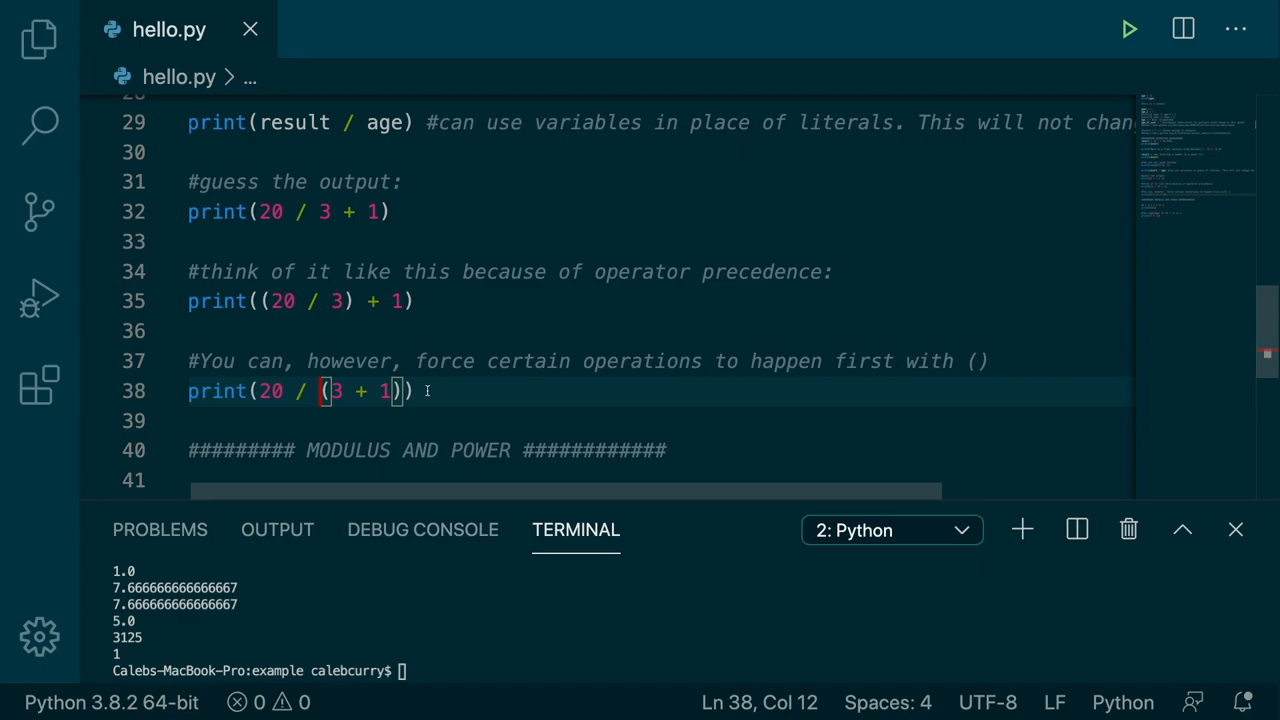 hello.py
hello.py > ...
28
29 print(result / age) #can use variables in place of literals. This will not chan
30
31 #guess the output:
32 print(20 / 3 + 1)
33
34 #think of it like this because of operator precedence:
35 print((20 / 3) + 1)
36
37 #You can, however, force certain operations to happen first with ()
38 print(20 / (3 + 1))
39
40 ######### MODULUS AND POWER ############
41
PROBLEMS OUTPUT DEBUG CONSOLE TERMINAL 2: Python
1.0
7.666666666666667
7.666666666666667
5.0
3125
1
Calebs-MacBook-Pro:example calebcurry$
Python 3.8.2 64-bit 0 0 Ln 38, Col 12 Spaces: 4 UTF-8 LF Python